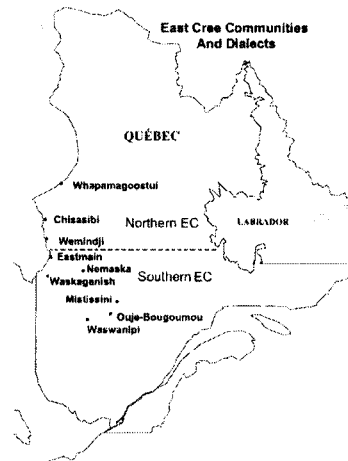 East Cree Communities
And Dialects
QUÉBEC
Whapamagoostui
Chisasibi
Northern EC
LABRADOR
Wemindji
Eastmain
Nemaska
Southern EC
Waskaganish
Mistissini
Ouje-Bougoumou
Waswanipi